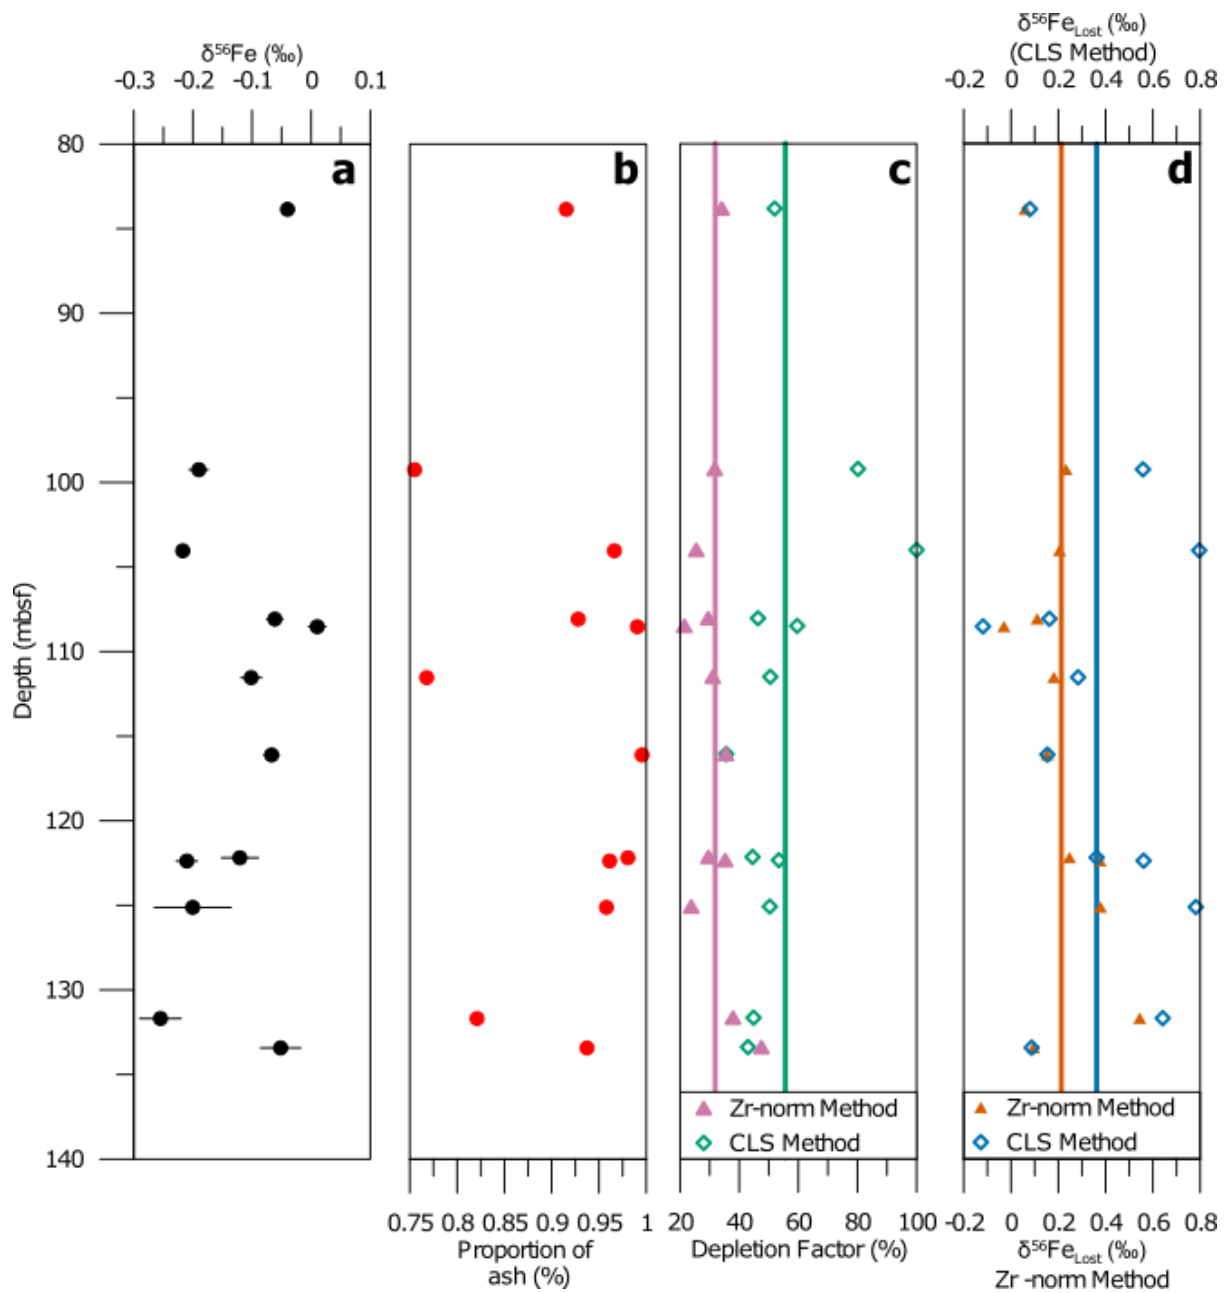 δ⁵⁶Fe (‰)
-0.3 -0.2 -0.1 0 0.1
δ⁵⁶Fe_Lost (‰)
(CLS Method)
-0.2 0 0.2 0.4 0.6 0.8
a
b
c
d
Depth (mbsf)
80
90
100
110
120
130
140
Zr-norm Method
CLS Method
Zr-norm Method
CLS Method
0.75 0.8 0.85 0.9 0.95 1
Proportion of
ash (%)
20 40 60 80 100
Depletion Factor (%)
-0.2 0 0.2 0.4 0.6 0.8
δ⁵⁶Fe_Lost (‰)
Zr -norm Method